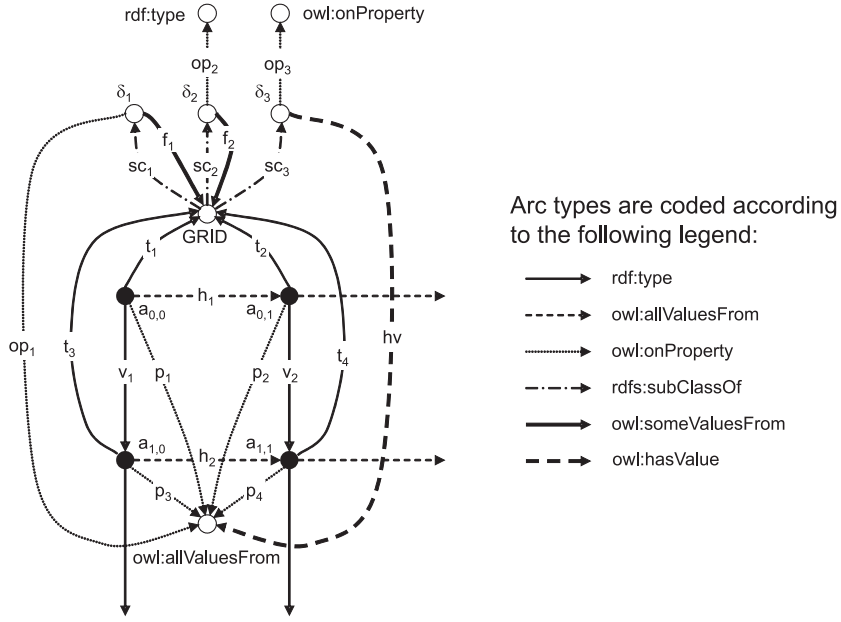 rdf:type owl:onProperty
op2 op3
δ1 δ2 δ3
f1 f2
sc1 sc2 sc3
GRID
t1 t2
h1
a0,0 a0,1
op1 t3 t4 hv
v1 p1 p2 v2
a1,0 h2 a1,1
p3 p4
owl:allValuesFrom
Arc types are coded according
to the following legend:
rdf:type
owl:allValuesFrom
owl:onProperty
rdfs:subClassOf
owl:someValuesFrom
owl:hasValue